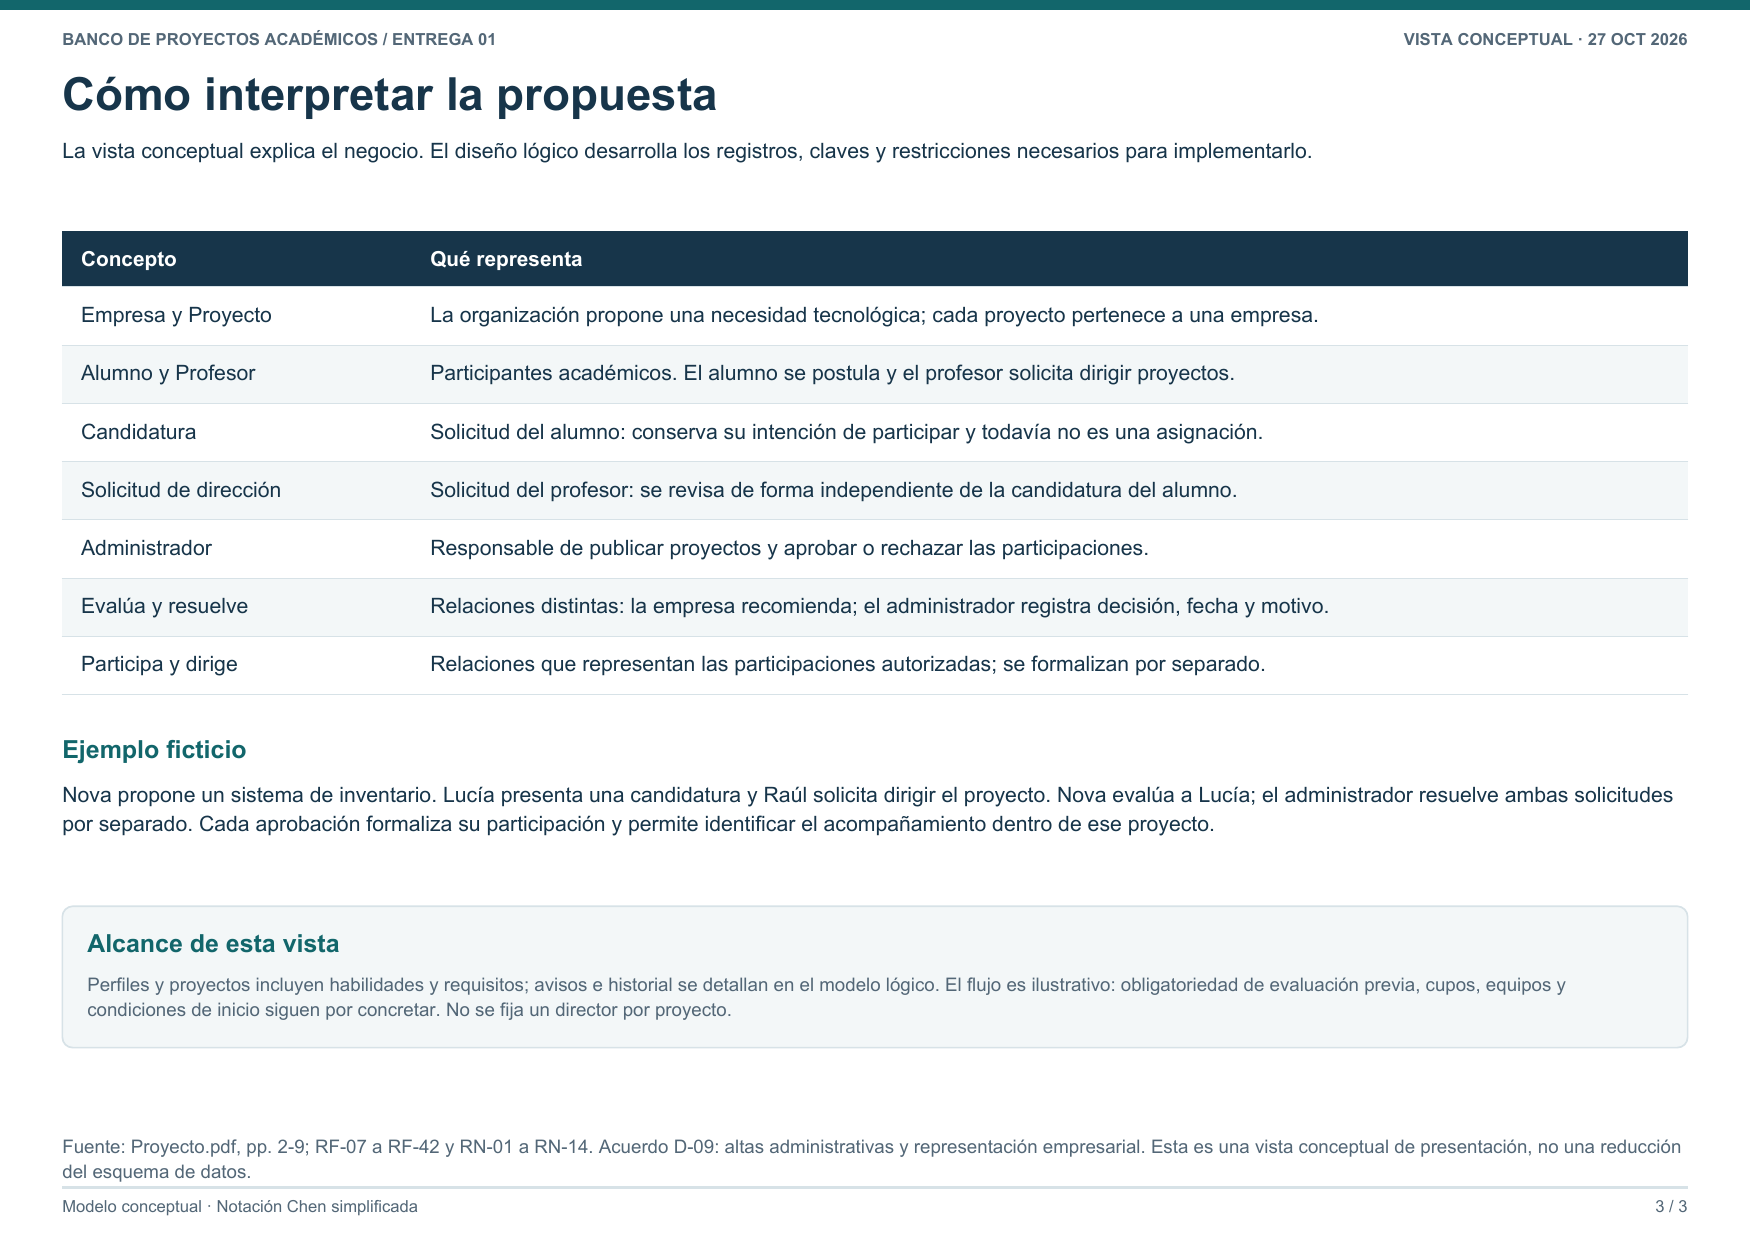 BANCO DE PROYECTOS ACADÉMICOS / ENTREGA 01
VISTA CONCEPTUAL · 27 OCT 2026
Cómo interpretar la propuesta
La vista conceptual explica el negocio. El diseño lógico desarrolla los registros, claves y restricciones necesarios para implementarlo.
Concepto
Qué representa
Empresa y Proyecto
La organización propone una necesidad tecnológica; cada proyecto pertenece a una empresa.
Alumno y Profesor
Participantes académicos. El alumno se postula y el profesor solicita dirigir proyectos.
Candidatura
Solicitud del alumno: conserva su intención de participar y todavía no es una asignación.
Solicitud de dirección
Solicitud del profesor: se revisa de forma independiente de la candidatura del alumno.
Administrador
Responsable de publicar proyectos y aprobar o rechazar las participaciones.
Evalúa y resuelve
Relaciones distintas: la empresa recomienda; el administrador registra decisión, fecha y motivo.
Participa y dirige
Relaciones que representan las participaciones autorizadas; se formalizan por separado.
Ejemplo ficticio
Nova propone un sistema de inventario. Lucía presenta una candidatura y Raúl solicita dirigir el proyecto. Nova evalúa a Lucía; el administrador resuelve ambas solicitudes
por separado. Cada aprobación formaliza su participación y permite identificar el acompañamiento dentro de ese proyecto.
Alcance de esta vista
Perfiles y proyectos incluyen habilidades y requisitos; avisos e historial se detallan en el modelo lógico. El flujo es ilustrativo: obligatoriedad de evaluación previa, cupos, equipos y
condiciones de inicio siguen por concretar. No se fija un director por proyecto.
Fuente: Proyecto.pdf, pp. 2-9; RF-07 a RF-42 y RN-01 a RN-14. Acuerdo D-09: altas administrativas y representación empresarial. Esta es una vista conceptual de presentación, no una reducción
del esquema de datos.
Modelo conceptual · Notación Chen simplificada
3 / 3